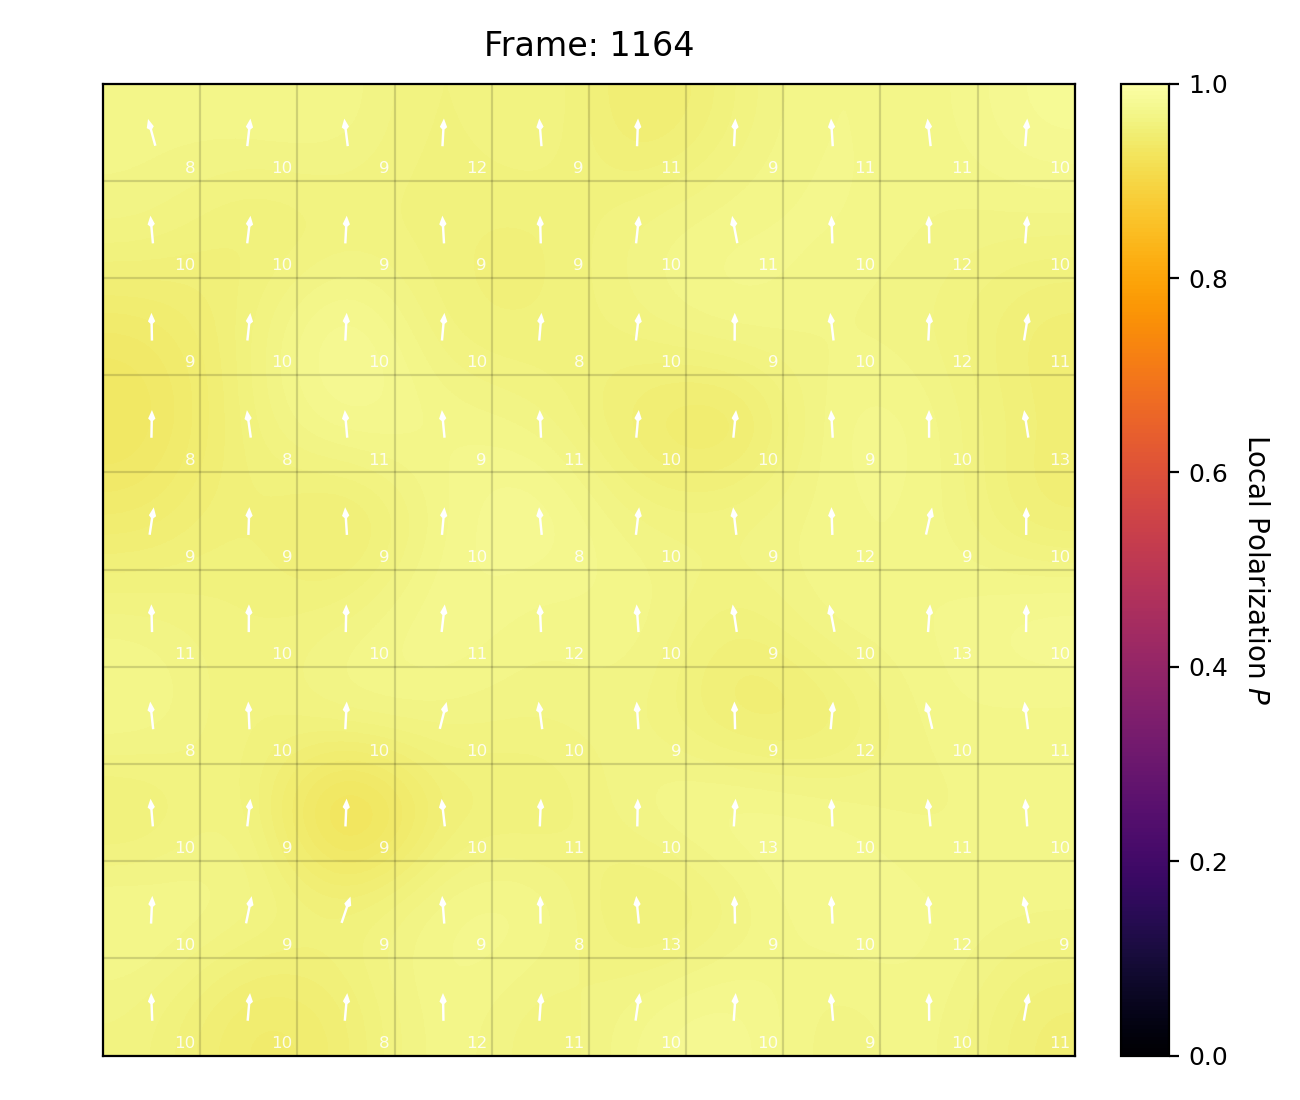 Frame: 1164
8 10 9 12 9 11 9 11 11 10
10 10 9 9 9 10 11 10 12 10
9 10 10 10 8 10 9 10 12 11
8 8 11 9 11 10 10 9 10 13
9 9 9 10 8 10 9 12 9 10
11 10 10 11 12 10 9 10 13 10
8 10 10 10 10 9 9 12 10 11
10 9 9 10 11 10 13 10 11 10
10 9 9 9 8 13 9 10 12 9
10 10 8 12 11 10 10 9 10 11
1.0
0.8
0.6
0.4
0.2
0.0
Local Polarization P